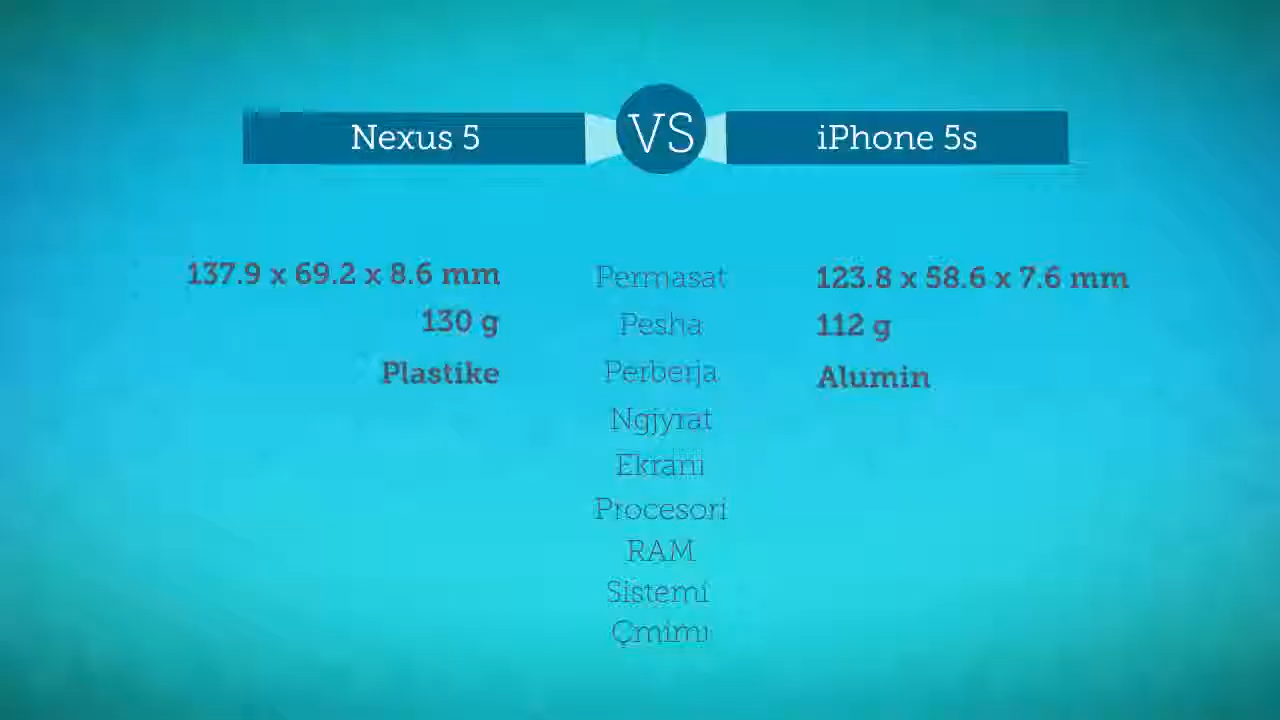 Nexus 5 VS iPhone 5s
137.9 x 69.2 x 8.6 mm Permasat 123.8 x 58.6 x 7.6 mm
130 g Pesha 112 g
Plastike Perberja Alumin
Ngjyrat
Ekrani
Procesori
RAM
Sistemi
Çmimi